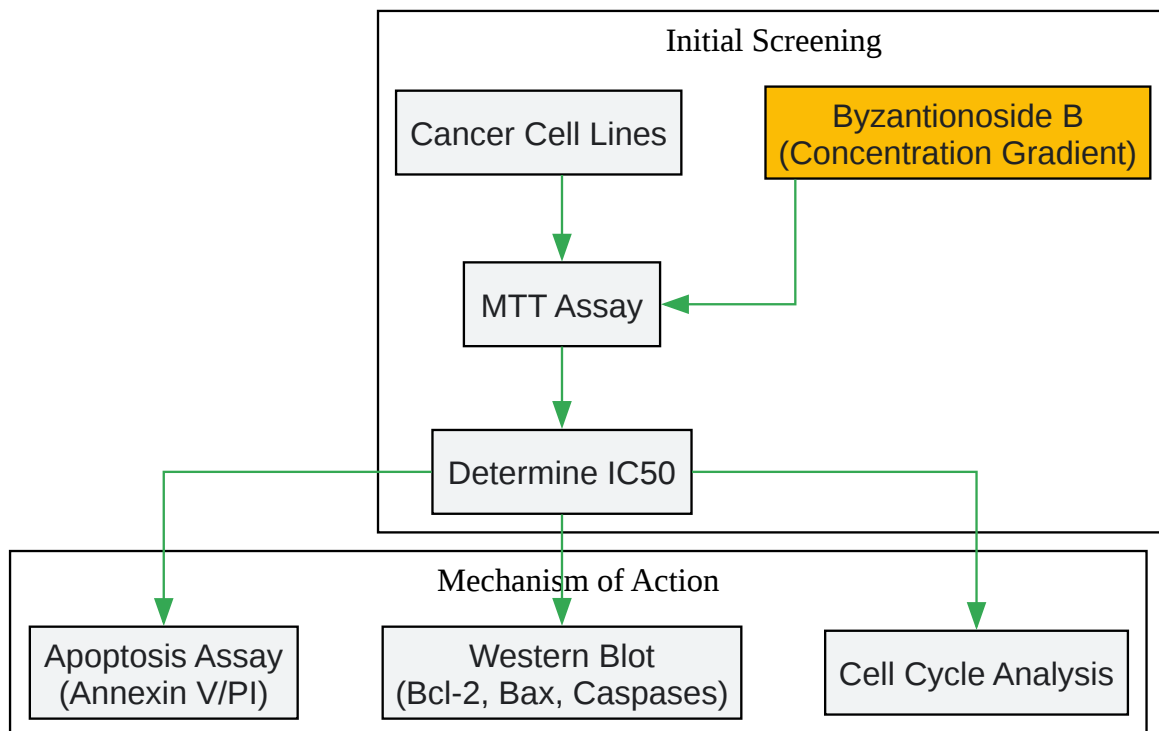 Initial Screening
Cancer Cell Lines
Byzantionoside B
(Concentration Gradient)
MTT Assay
Determine IC50
Mechanism of Action
Apoptosis Assay
(Annexin V/PI)
Western Blot
(Bcl-2, Bax, Caspases)
Cell Cycle Analysis